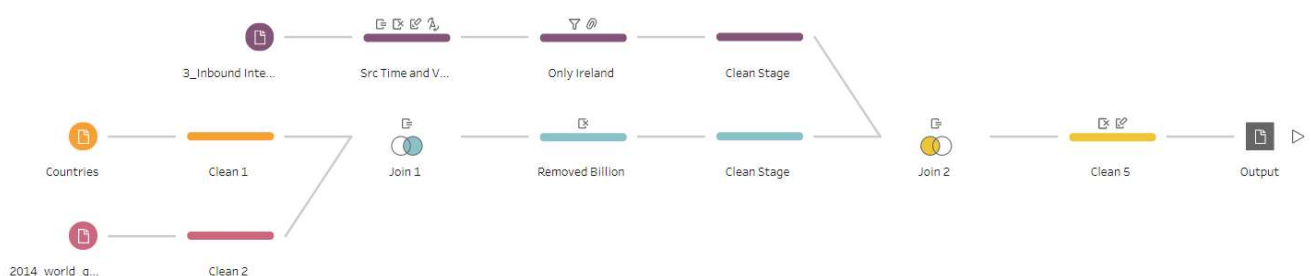 3_Inbound Inte...
Src Time and V...
Only Ireland
Clean Stage
Countries
Clean 1
Join 1
Removed Billion
Clean Stage
Join 2
Clean 5
Output
2014_world_g...
Clean 2